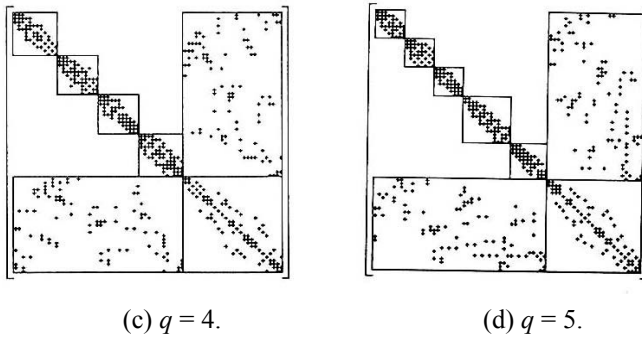 (c) q = 4.
(d) q = 5.